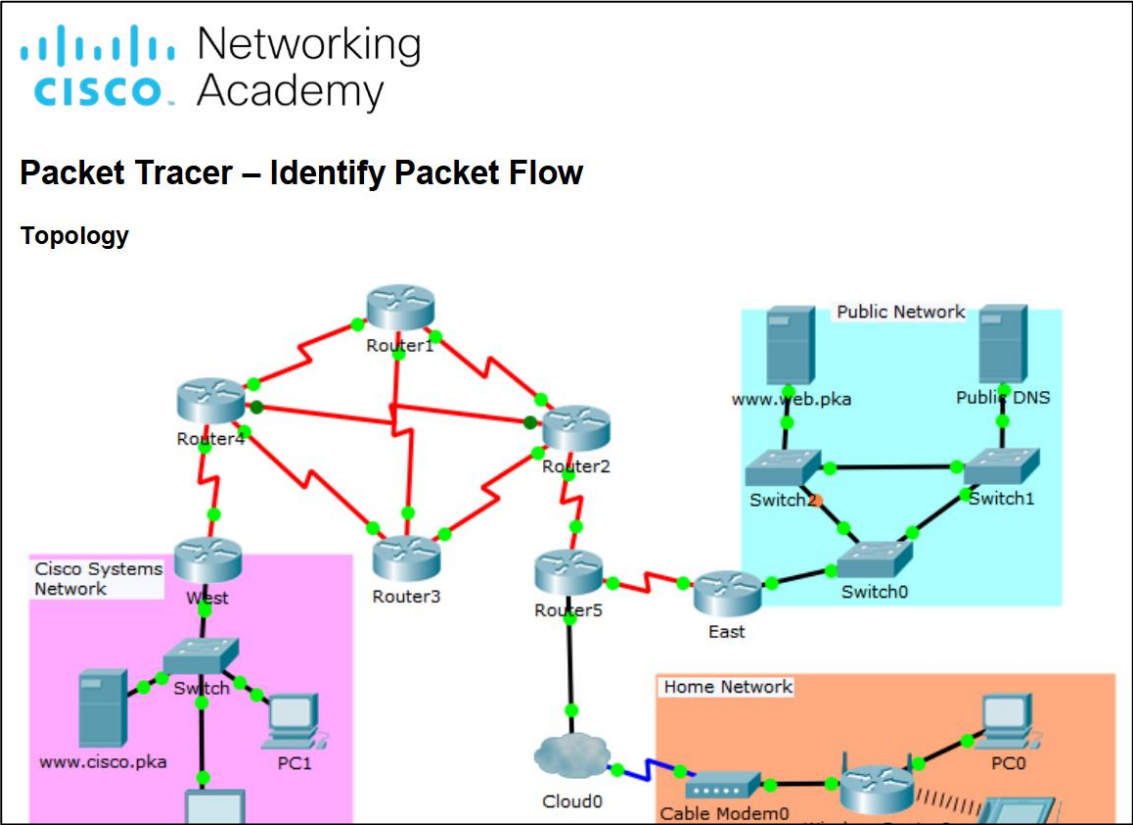 Networking
CISCO Academy
Packet Tracer – Identify Packet Flow
Topology
Router1
Public Network
www.web.pka
Public DNS
Router4
Router2
Switch2
Switch1
Cisco Systems
Network
West
Router3
Router5
Switch0
East
Switch
Home Network
www.cisco.pka
PC1
PC0
Cloud0
Cable Modem0